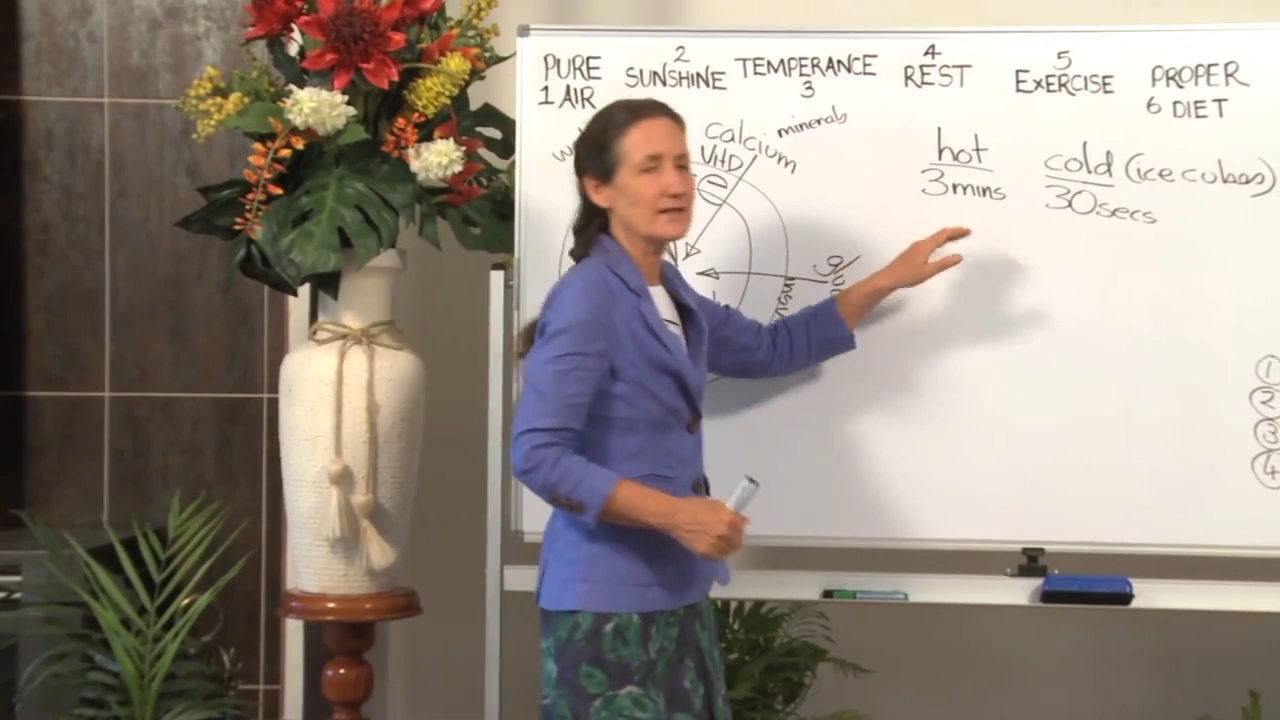 PURE
1 AIR
2
SUNSHINE
TEMPERANCE
3
4
REST
5
EXERCISE
PROPER
6 DIET
calcium minerals
VHD
e
hot
3 mins
cold (ice cubes)
30 secs
1
2
3
4